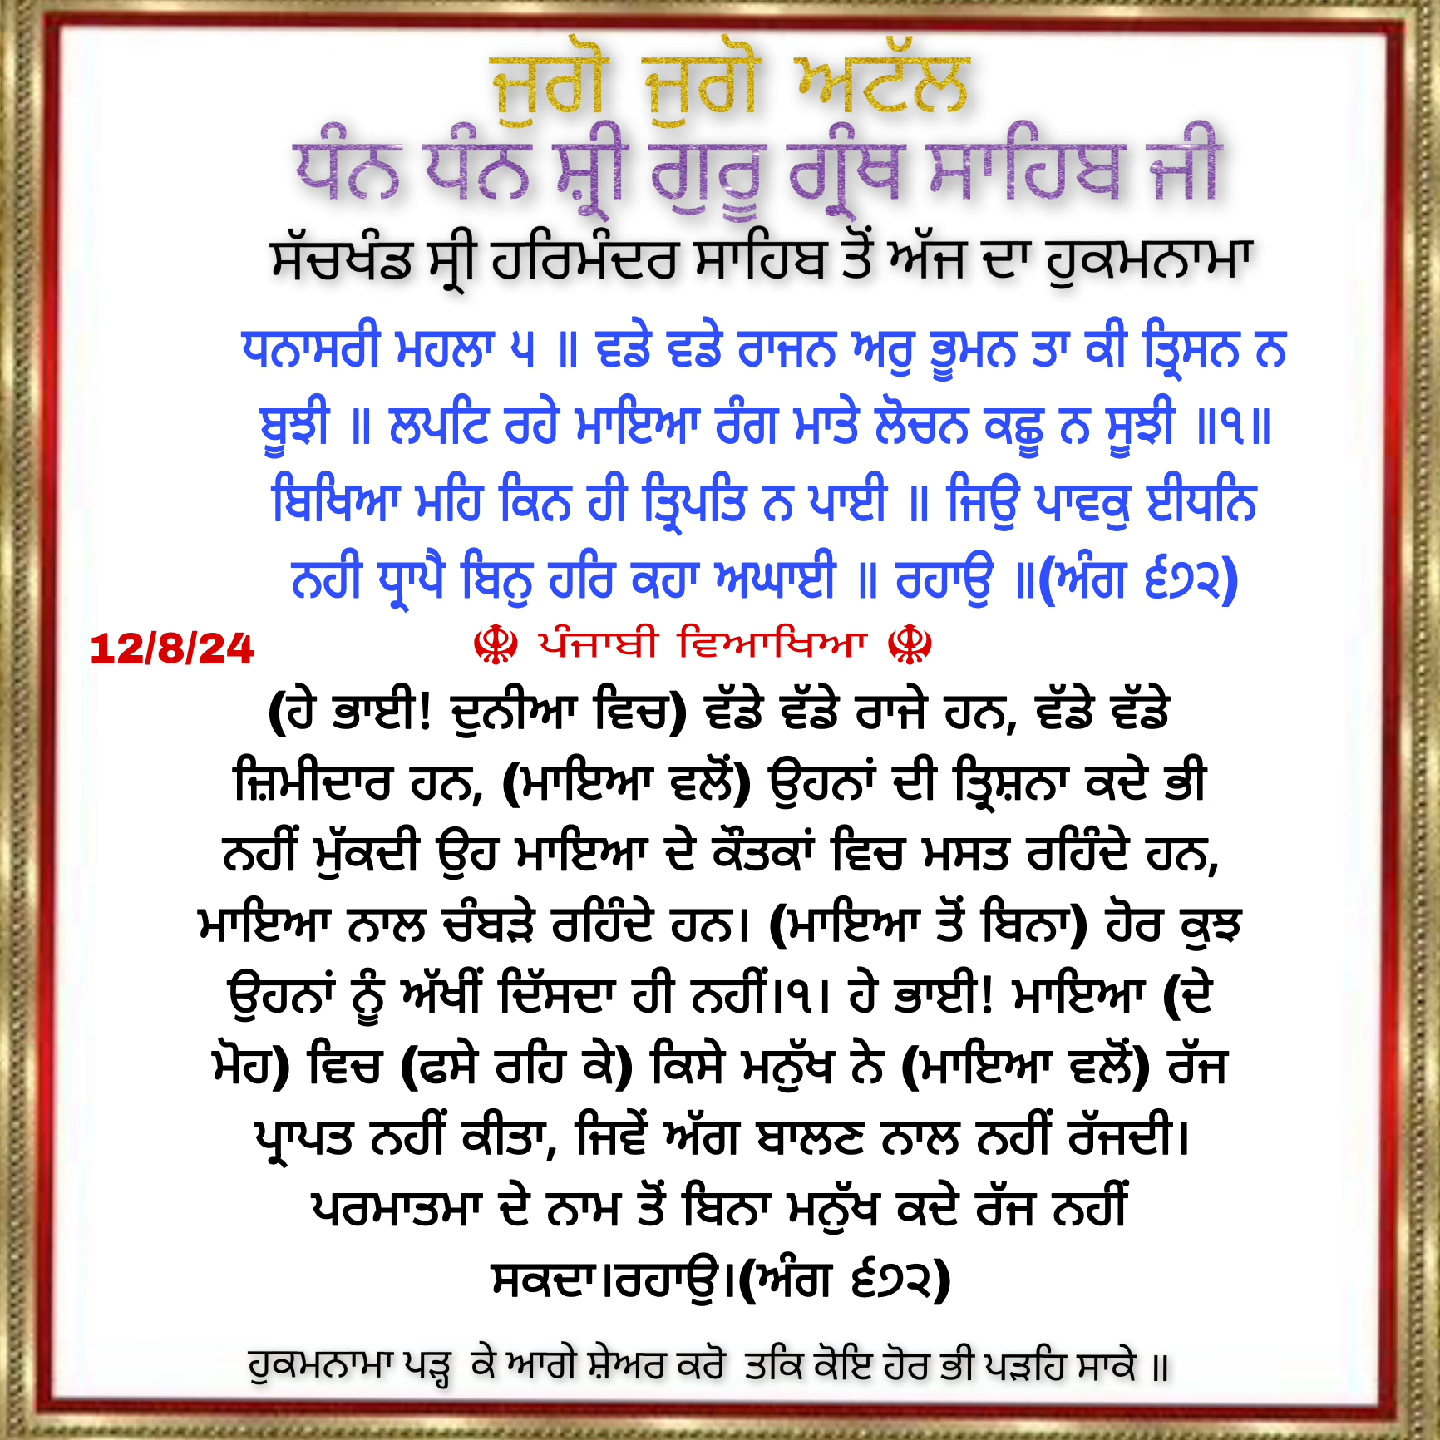 ਜੁਗੋ ਜੁਗੋ ਅਟੱਲ
ਧੰਨ ਧੰਨ ਸ਼੍ਰੀ ਗੁਰੂ ਗ੍ਰੰਥ ਸਾਹਿਬ ਜੀ
ਸੱਚਖੰਡ ਸ੍ਰੀ ਹਰਿਮੰਦਰ ਸਾਹਿਬ ਤੋਂ ਅੱਜ ਦਾ ਹੁਕਮਨਾਮਾ
ਧਨਾਸਰੀ ਮਹਲਾ ੫ ॥ ਵਡੇ ਵਡੇ ਰਾਜਨ ਅਰੁ ਭੂਮਨ ਤਾ ਕੀ ਤ੍ਰਿਸਨ ਨ
ਬੂਝੀ ॥ ਲਪਟਿ ਰਹੇ ਮਾਇਆ ਰੰਗ ਮਾਤੇ ਲੋਚਨ ਕਛੂ ਨ ਸੂਝੀ ॥੧॥
ਬਿਖਿਆ ਮਹਿ ਕਿਨ ਹੀ ਤ੍ਰਿਪਤਿ ਨ ਪਾਈ ॥ ਜਿਉ ਪਾਵਕੁ ਈਧਨਿ
ਨਹੀ ਧ੍ਰਾਪੈ ਬਿਨੁ ਹਰਿ ਕਹਾ ਅਘਾਈ ॥ ਰਹਾਉ ॥(ਅੰਗ ੬੭੨)
12/8/24 ☬ ਪੰਜਾਬੀ ਵਿਆਖਿਆ ☬
(ਹੇ ਭਾਈ! ਦੁਨੀਆ ਵਿਚ) ਵੱਡੇ ਵੱਡੇ ਰਾਜੇ ਹਨ, ਵੱਡੇ ਵੱਡੇ
ਜ਼ਿਮੀਦਾਰ ਹਨ, (ਮਾਇਆ ਵਲੋਂ) ਉਹਨਾਂ ਦੀ ਤ੍ਰਿਸ਼ਨਾ ਕਦੇ ਭੀ
ਨਹੀਂ ਮੁੱਕਦੀ ਉਹ ਮਾਇਆ ਦੇ ਕੌਤਕਾਂ ਵਿਚ ਮਸਤ ਰਹਿੰਦੇ ਹਨ,
ਮਾਇਆ ਨਾਲ ਚੰਬੜੇ ਰਹਿੰਦੇ ਹਨ। (ਮਾਇਆ ਤੋਂ ਬਿਨਾ) ਹੋਰ ਕੁਝ
ਉਹਨਾਂ ਨੂੰ ਅੱਖੀਂ ਦਿੱਸਦਾ ਹੀ ਨਹੀਂ।੧। ਹੇ ਭਾਈ! ਮਾਇਆ (ਦੇ
ਮੋਹ) ਵਿਚ (ਫਸੇ ਰਹਿ ਕੇ) ਕਿਸੇ ਮਨੁੱਖ ਨੇ (ਮਾਇਆ ਵਲੋਂ) ਰੱਜ
ਪ੍ਰਾਪਤ ਨਹੀਂ ਕੀਤਾ, ਜਿਵੇਂ ਅੱਗ ਬਾਲਣ ਨਾਲ ਨਹੀਂ ਰੱਜਦੀ।
ਪਰਮਾਤਮਾ ਦੇ ਨਾਮ ਤੋਂ ਬਿਨਾ ਮਨੁੱਖ ਕਦੇ ਰੱਜ ਨਹੀਂ
ਸਕਦਾ।ਰਹਾਉ।(ਅੰਗ ੬੭੨)
ਹੁਕਮਨਾਮਾ ਪੜ੍ਹ ਕੇ ਆਗੇ ਸ਼ੇਅਰ ਕਰੋ ਤਕਿ ਕੋਇ ਹੋਰ ਭੀ ਪੜਹਿ ਸਾਕੇ ॥